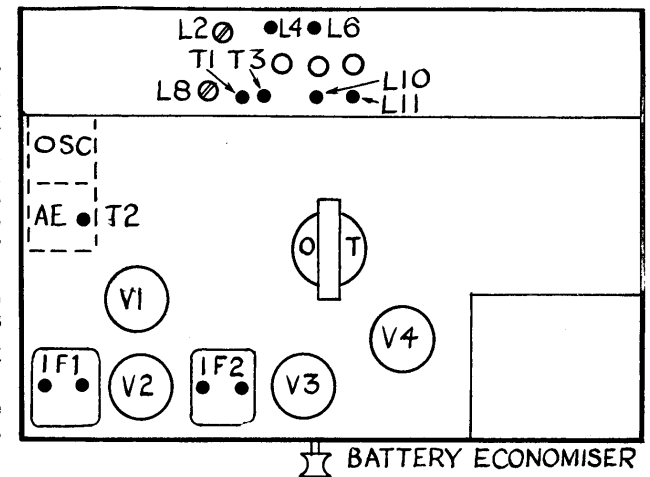 L2 L4 L6
T1 T3
L8 L10
L11
OSC
AE T2
O T
V1
V4
IF1 V2 IF2 V3
BATTERY ECONOMISER